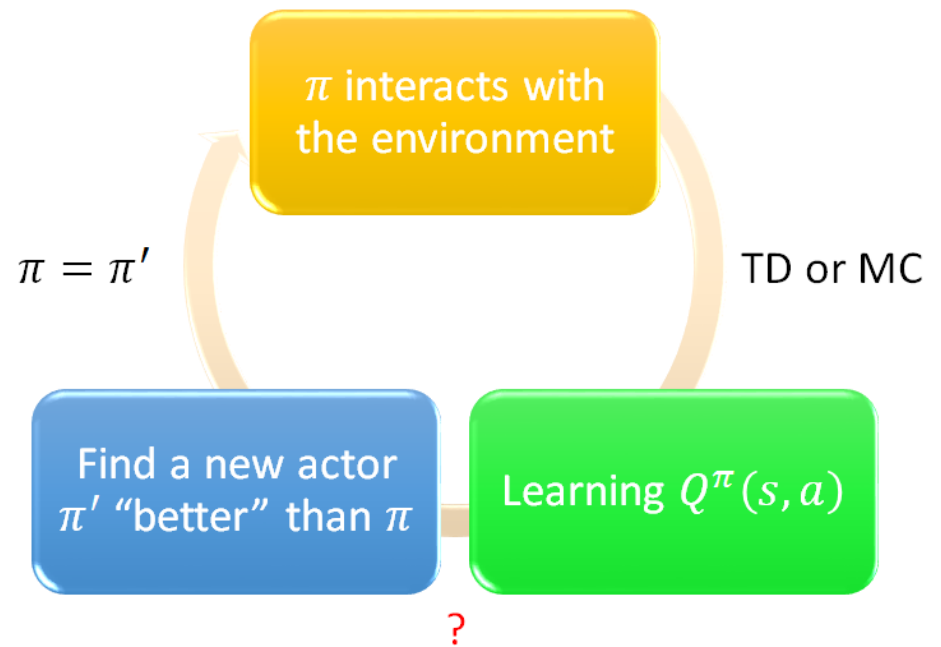 π interacts with
the environment
π = π′
TD or MC
Find a new actor
π′ “better” than π
Learning Q^π(s, a)
?